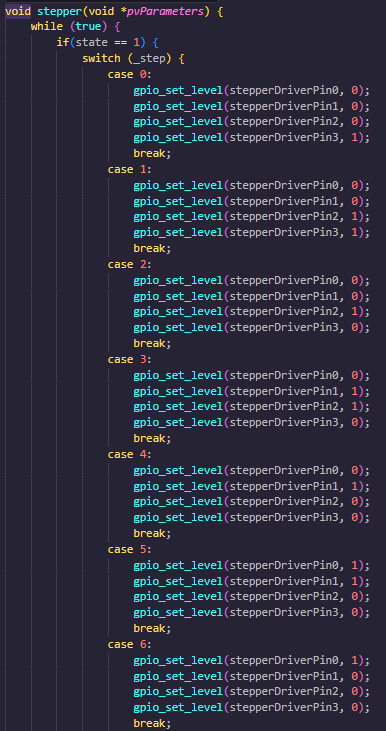 void stepper(void *pvParameters) {
    while (true) {
        if(state == 1) {
            switch (_step) {
                case 0:
                    gpio_set_level(stepperDriverPin0, 0);
                    gpio_set_level(stepperDriverPin1, 0);
                    gpio_set_level(stepperDriverPin2, 0);
                    gpio_set_level(stepperDriverPin3, 1);
                    break;
                case 1:
                    gpio_set_level(stepperDriverPin0, 0);
                    gpio_set_level(stepperDriverPin1, 0);
                    gpio_set_level(stepperDriverPin2, 1);
                    gpio_set_level(stepperDriverPin3, 1);
                    break;
                case 2:
                    gpio_set_level(stepperDriverPin0, 0);
                    gpio_set_level(stepperDriverPin1, 0);
                    gpio_set_level(stepperDriverPin2, 1);
                    gpio_set_level(stepperDriverPin3, 0);
                    break;
                case 3:
                    gpio_set_level(stepperDriverPin0, 0);
                    gpio_set_level(stepperDriverPin1, 1);
                    gpio_set_level(stepperDriverPin2, 1);
                    gpio_set_level(stepperDriverPin3, 0);
                    break;
                case 4:
                    gpio_set_level(stepperDriverPin0, 0);
                    gpio_set_level(stepperDriverPin1, 1);
                    gpio_set_level(stepperDriverPin2, 0);
                    gpio_set_level(stepperDriverPin3, 0);
                    break;
                case 5:
                    gpio_set_level(stepperDriverPin0, 1);
                    gpio_set_level(stepperDriverPin1, 1);
                    gpio_set_level(stepperDriverPin2, 0);
                    gpio_set_level(stepperDriverPin3, 0);
                    break;
                case 6:
                    gpio_set_level(stepperDriverPin0, 1);
                    gpio_set_level(stepperDriverPin1, 0);
                    gpio_set_level(stepperDriverPin2, 0);
                    gpio_set_level(stepperDriverPin3, 0);
                    break;